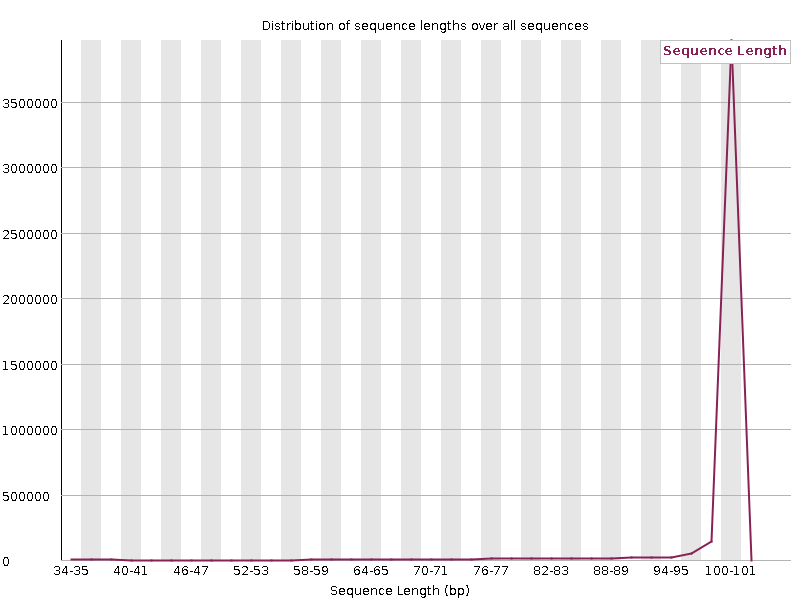 Distribution of sequence lengths over all sequences
Sequence Length
3500000
3000000
2500000
2000000
1500000
1000000
500000
0
34-35 40-41 46-47 52-53 58-59 64-65 70-71 76-77 82-83 88-89 94-95 100-101
Sequence Length (bp)